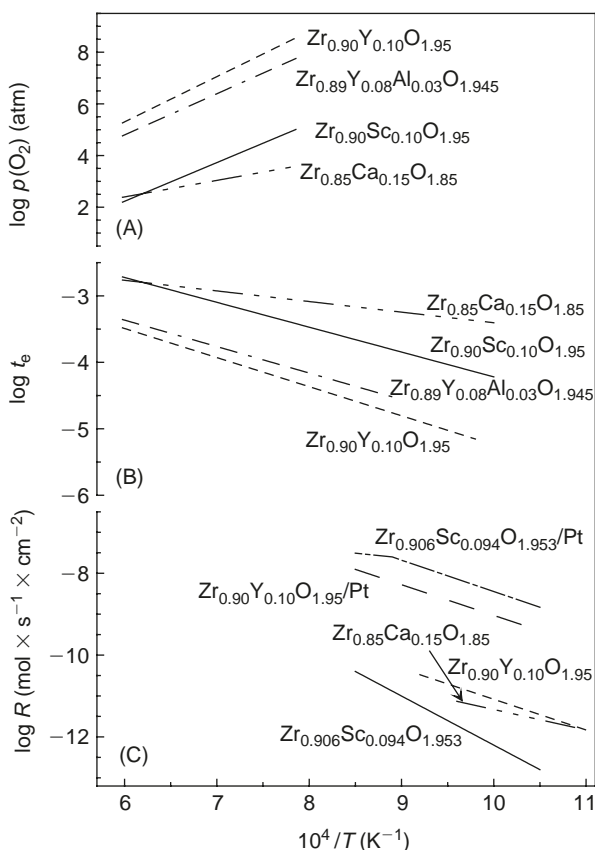 8
6
4
2
log p(O₂) (atm)
Zr₀.₉₀Y₀.₁₀O₁.₉₅
Zr₀.₈₉Y₀.₀₈Al₀.₀₃O₁.₉₄₅
Zr₀.₉₀Sc₀.₁₀O₁.₉₅
Zr₀.₈₅Ca₀.₁₅O₁.₈₅
(A)
−3
−4
−5
−6
log tₑ
Zr₀.₈₅Ca₀.₁₅O₁.₈₅
Zr₀.₉₀Sc₀.₁₀O₁.₉₅
Zr₀.₈₉Y₀.₀₈Al₀.₀₃O₁.₉₄₅
Zr₀.₉₀Y₀.₁₀O₁.₉₅
(B)
−8
−10
−12
log R (mol × s⁻¹ × cm⁻²)
Zr₀.₉₀₆Sc₀.₀₉₄O₁.₉₅₃/Pt
Zr₀.₉₀Y₀.₁₀O₁.₉₅/Pt
Zr₀.₈₅Ca₀.₁₅O₁.₈₅
Zr₀.₉₀Y₀.₁₀O₁.₉₅
Zr₀.₉₀₆Sc₀.₀₉₄O₁.₉₅₃
(C)
6 7 8 9 10 11
10⁴/T (K⁻¹)